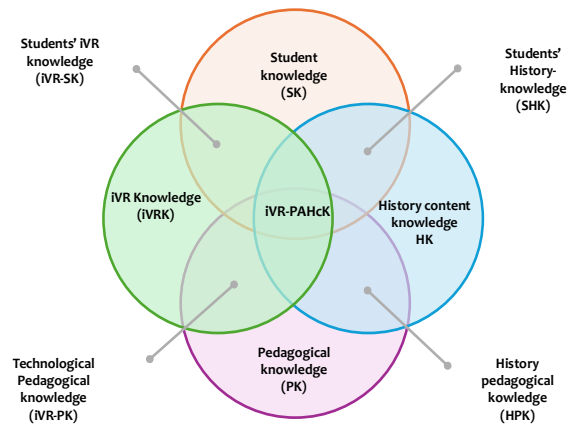 Students' iVR
knowledge
(iVR-SK)
Student
knowledge
(SK)
Students'
History-
knowledge
(SHK)
iVR Knowledge
(iVRK)
iVR-PAHcK
History content
knowledge
HK
Technological
Pedagogical
knowledge
(iVR-PK)
Pedagogical
knowledge
(PK)
History
pedagogical
kowledge
(HPK)